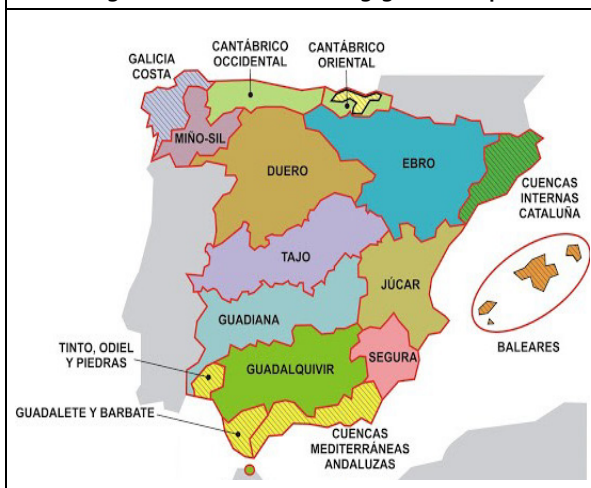 CANTÁBRICO
OCCIDENTAL
CANTÁBRICO
ORIENTAL
GALICIA
COSTA
MIÑO-SIL
DUERO
EBRO
CUENCAS
INTERNAS
CATALUÑA
TAJO
JÚCAR
GUADIANA
BALEARES
TINTO, ODIEL
Y PIEDRAS
GUADALQUIVIR
SEGURA
GUADALETE Y BARBATE
CUENCAS
MEDITERRÁNEAS
ANDALUZAS